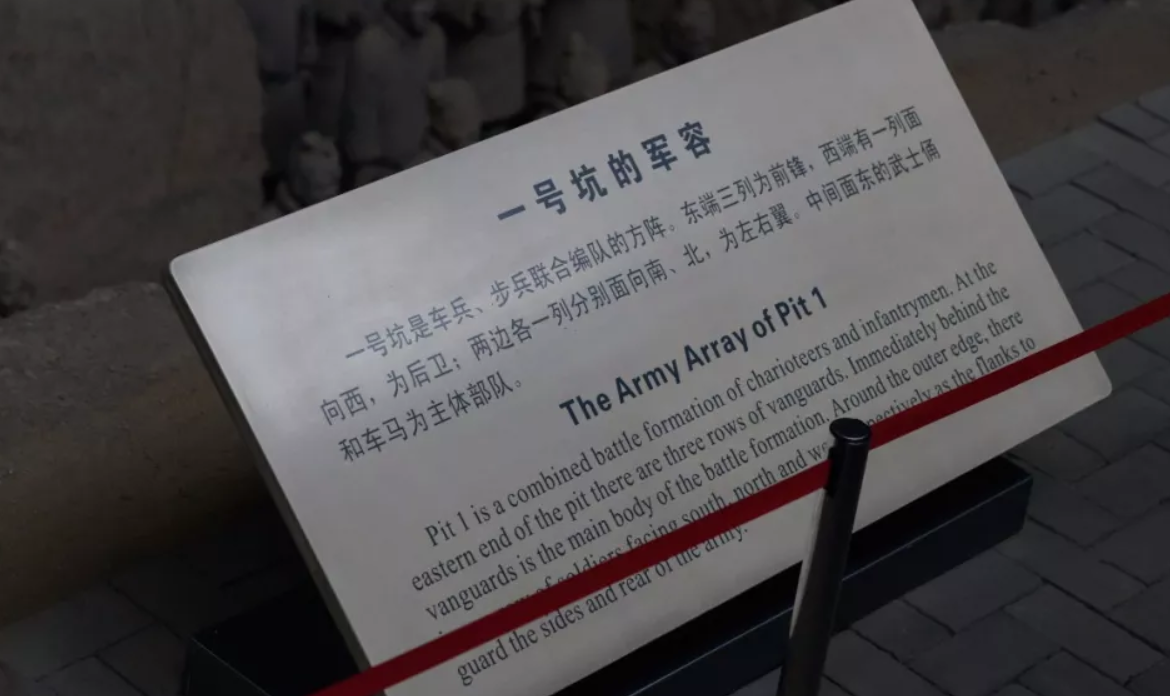 一号坑的军容
一号坑是车兵、步兵联合编队的方阵。东端三列为前锋，西端有一列面
向西，为后卫；两边各一列分别面向南、北，为左右翼。中间面东的武士俑
和车马为主体部队。
The Army Array of Pit 1
Pit 1 is a combined battle formation of charioteers and infantrymen. At the
eastern end of the pit there are three rows of vanguards. Immediately behind the
vanguards is the main body of the battle formation. Around the outer edge, there
of soldiers facing south, north and as the flanks to
guard the sides and rear of the army.